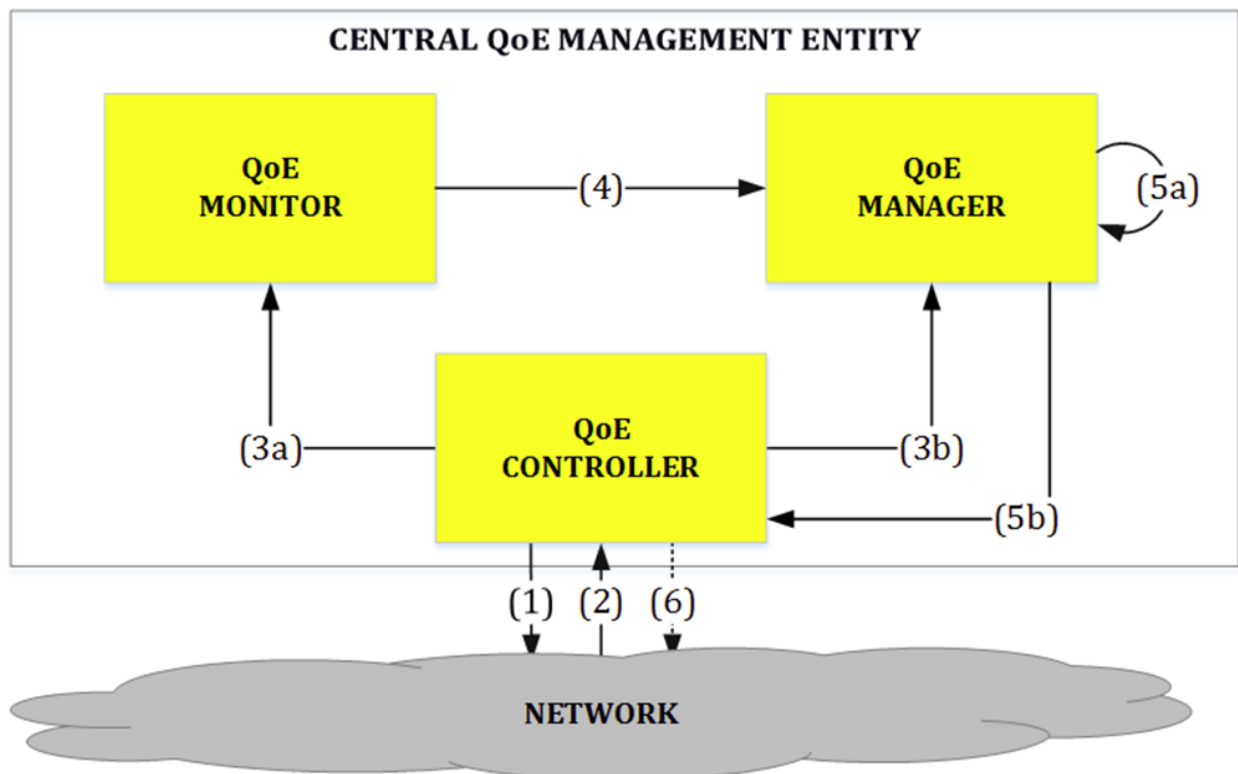 CENTRAL QoE MANAGEMENT ENTITY
QoE
MONITOR
QoE
MANAGER
(4)
(5a)
QoE
CONTROLLER
(3a)
(3b)
(5b)
(1)
(2)
(6)
NETWORK